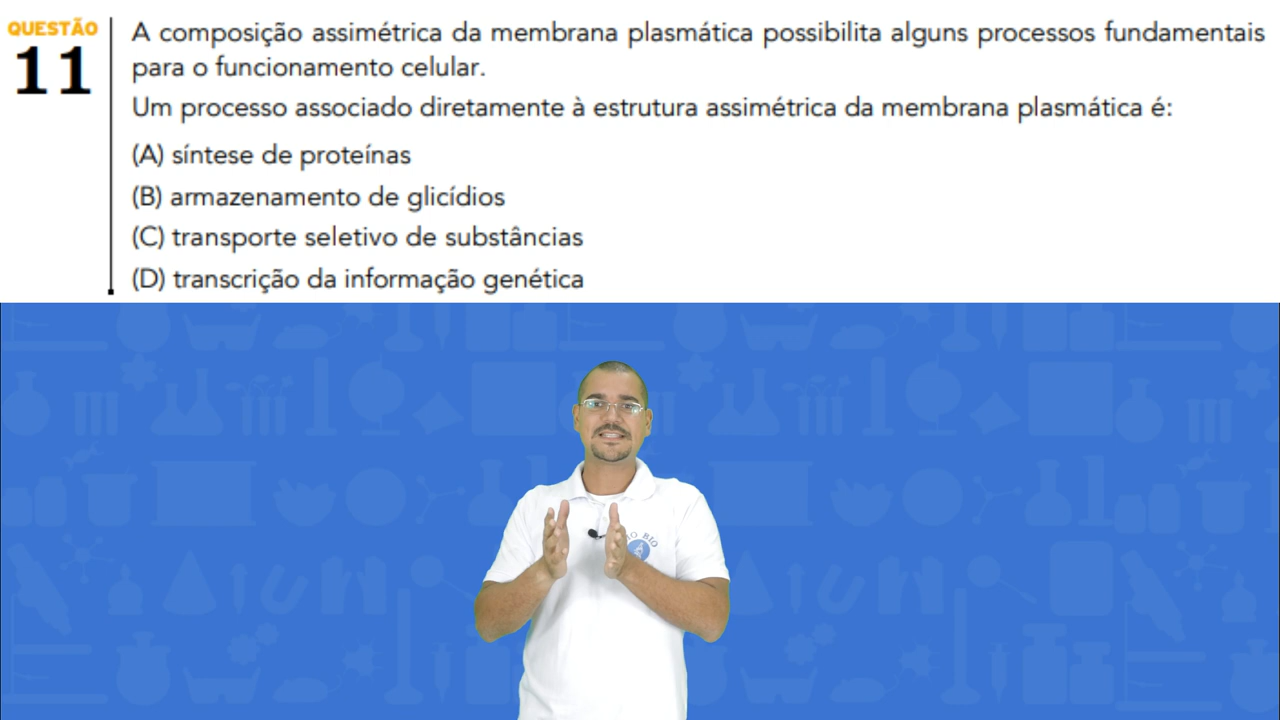 QUESTÃO
11
A composição assimétrica da membrana plasmática possibilita alguns processos fundamentais
para o funcionamento celular.
Um processo associado diretamente à estrutura assimétrica da membrana plasmática é:
(A) síntese de proteínas
(B) armazenamento de glicídios
(C) transporte seletivo de substâncias
(D) transcrição da informação genética
BIO